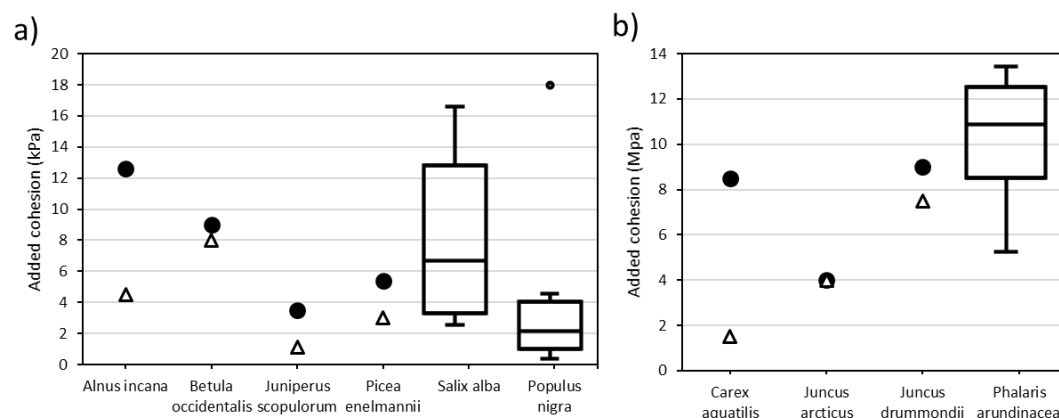 a)
Added cohesion (kPa)
20
18
16
14
12
10
8
6
4
2
0
Alnus incana
Betula
occidentalis
Juniperus
scopulorum
Picea
enelmannii
Salix alba
Populus
nigra
b)
Added cohesion (Mpa)
14
12
10
8
6
4
2
0
Carex
aquatilis
Juncus
arcticus
Juncus
drummondii
Phalaris
arundinacea